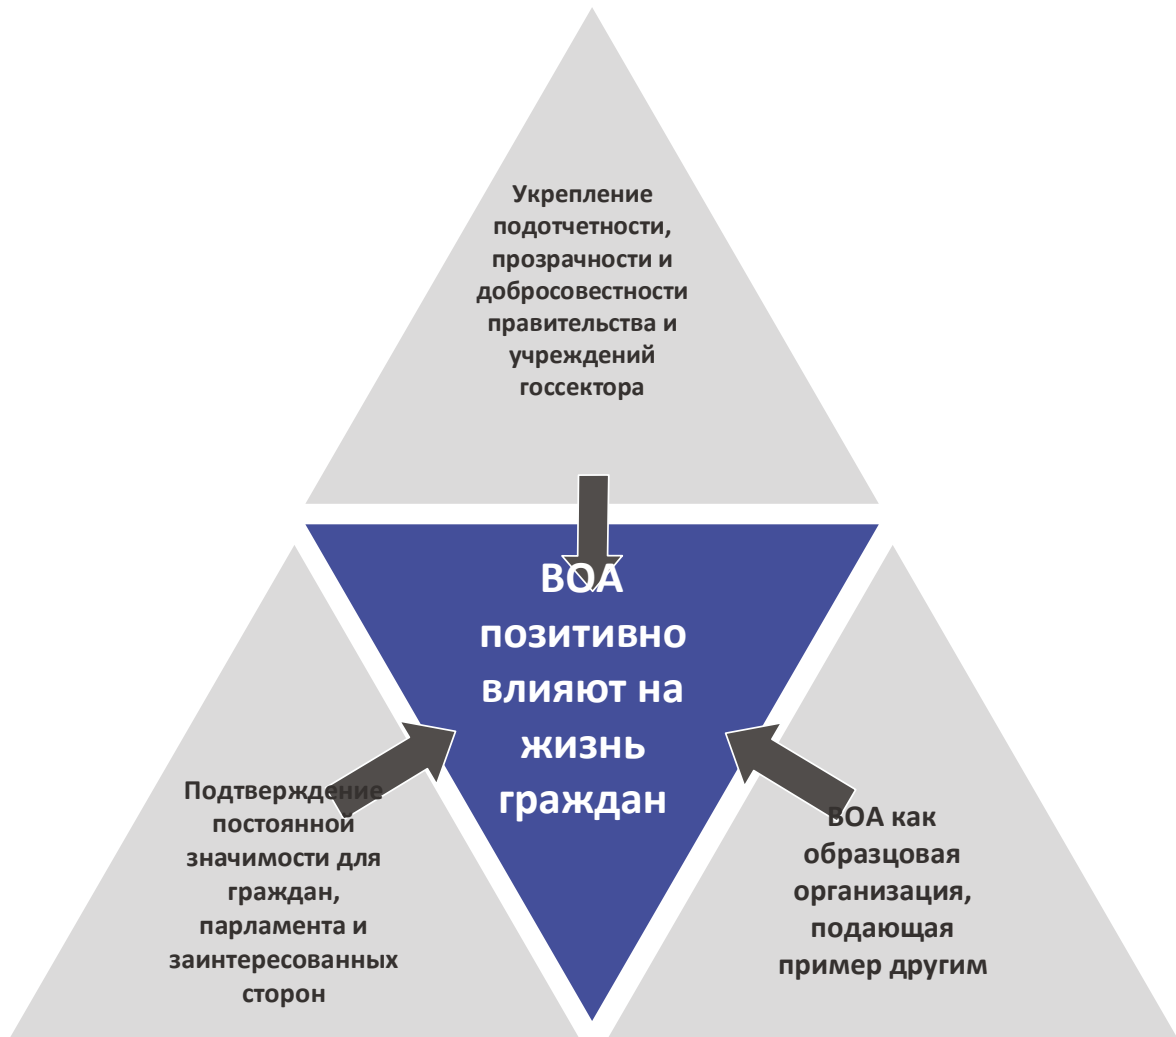 Укрепление
подотчетности,
прозрачности и
добросовестности
правительства и
учреждений
госсектора
ВОА
позитивно
влияют на
жизнь
граждан
Подтверждение
постоянной
значимости для
граждан,
парламента и
заинтересованных
сторон
ВОА как
образцовая
организация,
подающая
пример другим